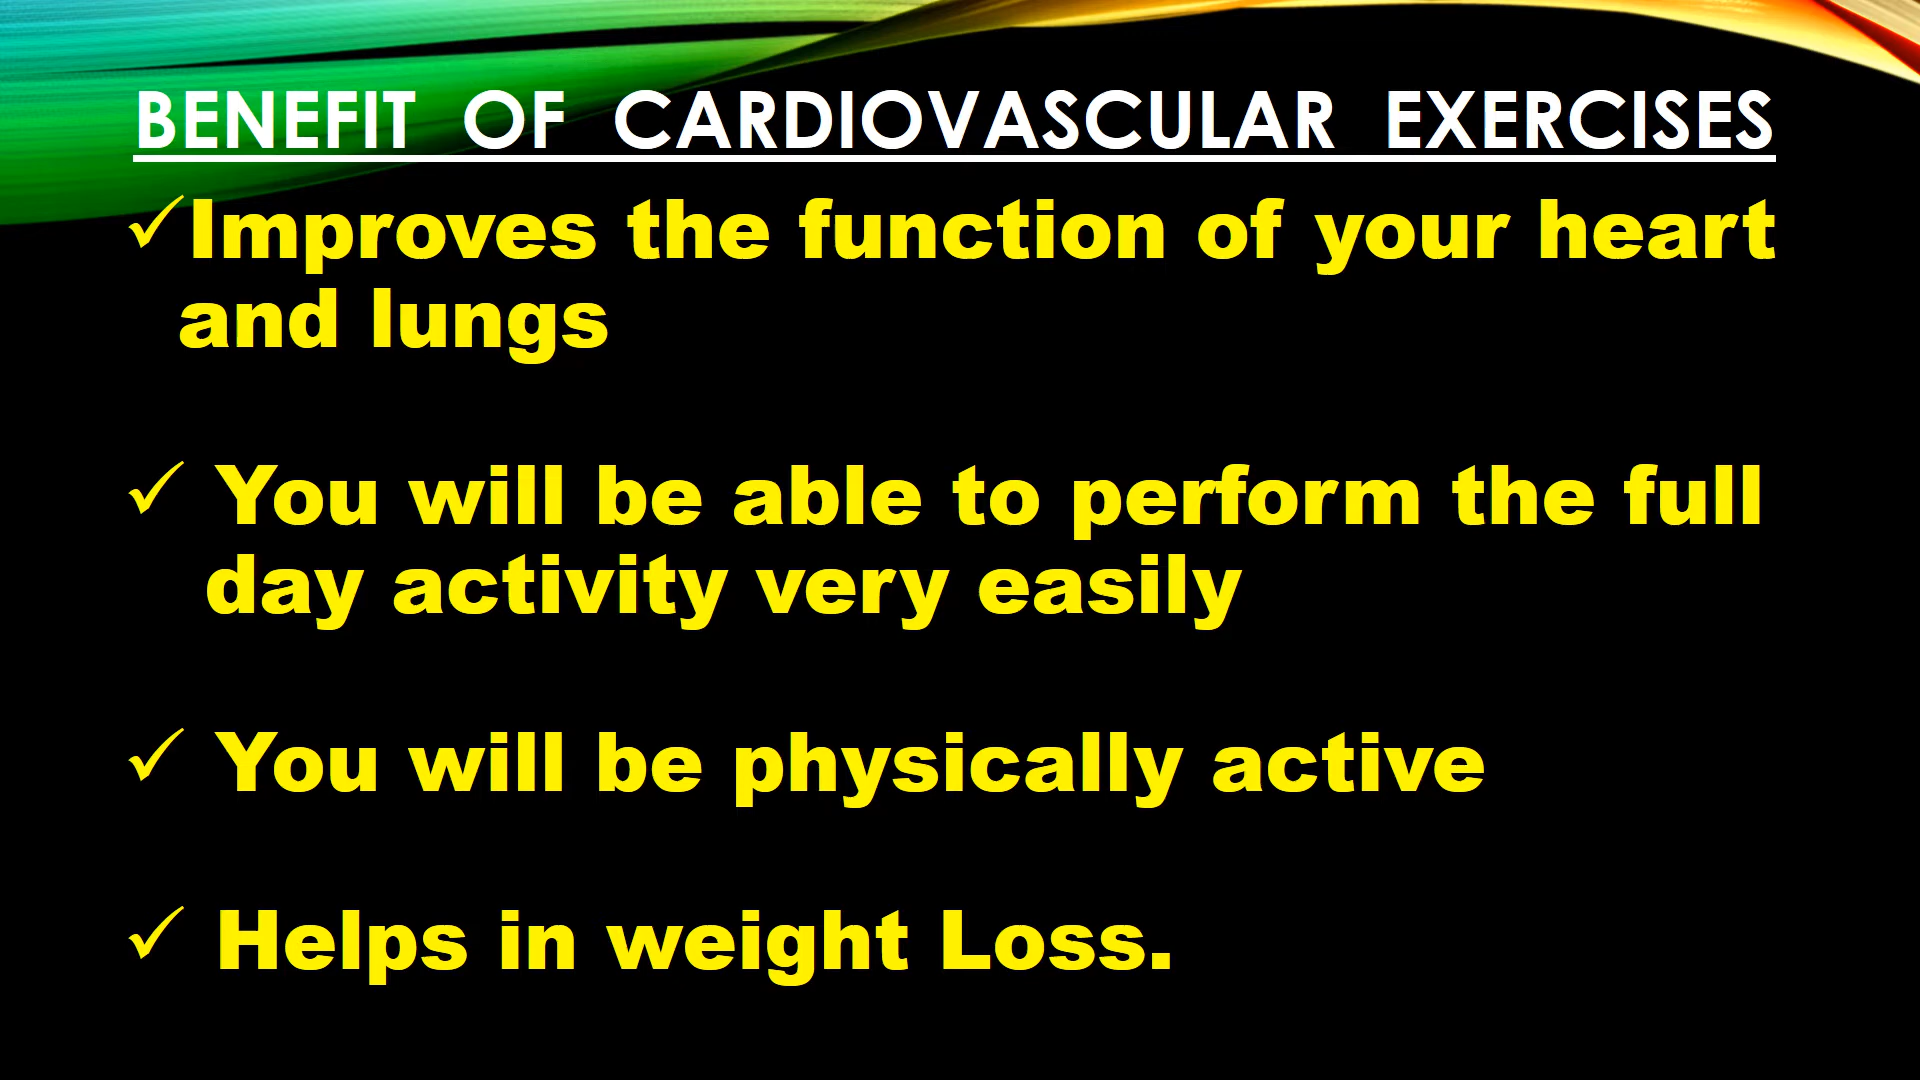 BENEFIT OF CARDIOVASCULAR EXERCISES
✓Improves the function of your heart
and lungs
✓ You will be able to perform the full
day activity very easily
✓ You will be physically active
✓ Helps in weight Loss.